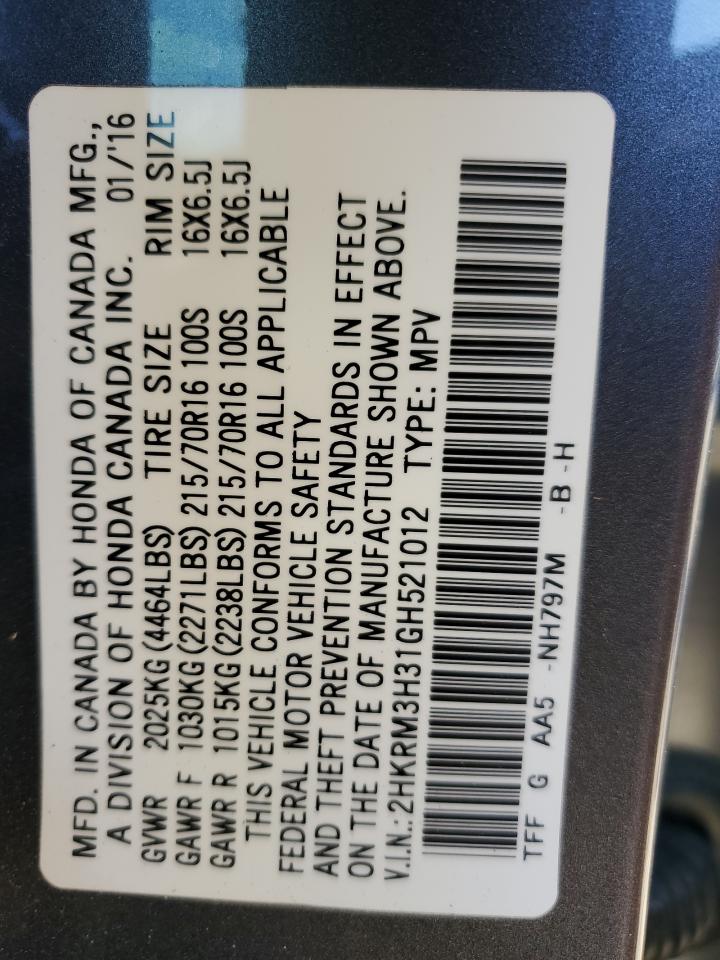 MFD. IN CANADA BY HONDA OF CANADA MFG.,
A DIVISION OF HONDA CANADA INC. 01/'16
GVWR 2025KG (4464LBS) TIRE SIZE RIM SIZE
GAWR F 1030KG (2271LBS) 215/70R16 100S 16X6.5J
GAWR R 1015KG (2238LBS) 215/70R16 100S 16X6.5J
THIS VEHICLE CONFORMS TO ALL APPLICABLE
FEDERAL MOTOR VEHICLE SAFETY
AND THEFT PREVENTION STANDARDS IN EFFECT
ON THE DATE OF MANUFACTURE SHOWN ABOVE.
V.I.N.: 2HKRM3H31GH521012 TYPE: MPV
TFF G AA5 -NH797M -B -H